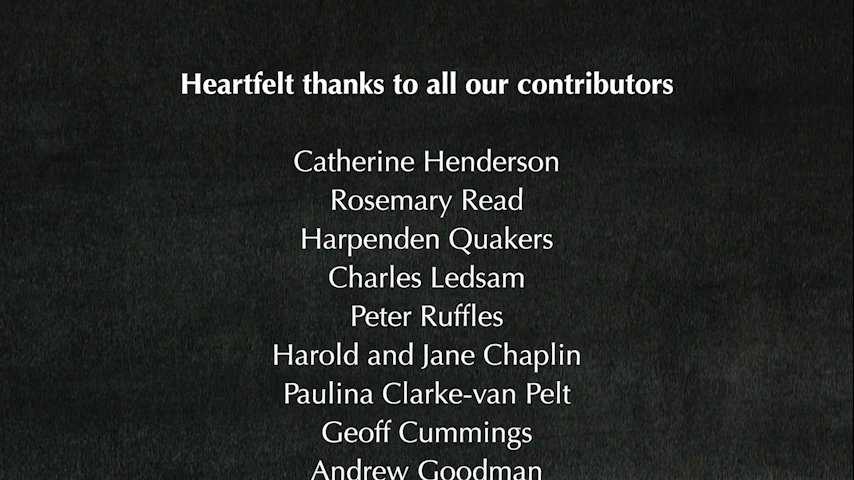 Heartfelt thanks to all our contributors
Catherine Henderson
Rosemary Read
Harpenden Quakers
Charles Ledsam
Peter Ruffles
Harold and Jane Chaplin
Paulina Clarke-van Pelt
Geoff Cummings
Andrew Goodman